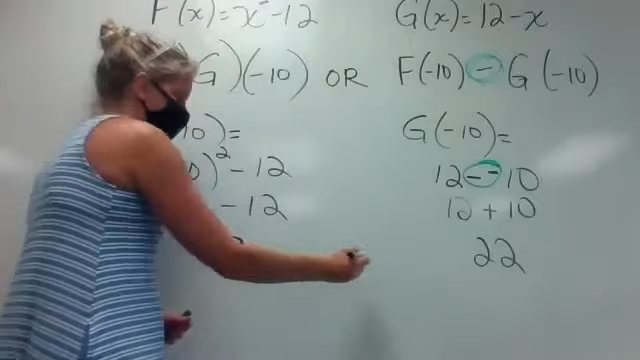 F(x)=x²-12 G(x)=12-x
G)(-10) OR F(-10) - G(-10)
10)= G(-10)=
)² - 12 12 - -10
- 12 12 + 10
22